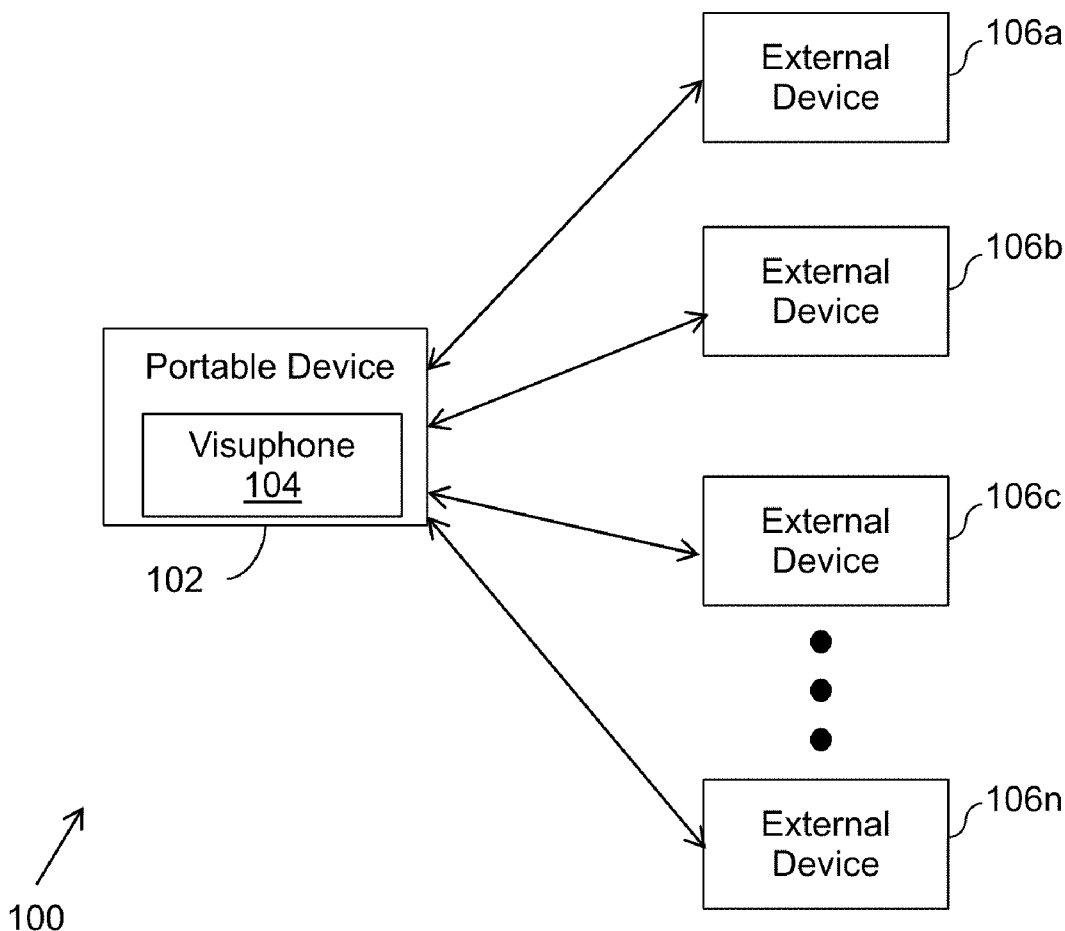 106a
External
Device
106b
External
Device
Portable Device
Visuphone
104
102
106c
External
Device
106n
External
Device
100